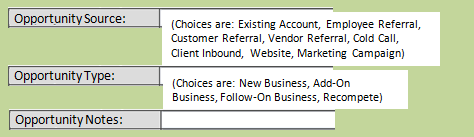 Opportunity Source:
(Choices are: Existing Account, Employee Referral,
Customer Referral, Vendor Referral, Cold Call,
Client Inbound, Website, Marketing Campaign)
Opportunity Type:
(Choices are: New Business, Add-On
Business, Follow-On Business, Recompete)
Opportunity Notes: